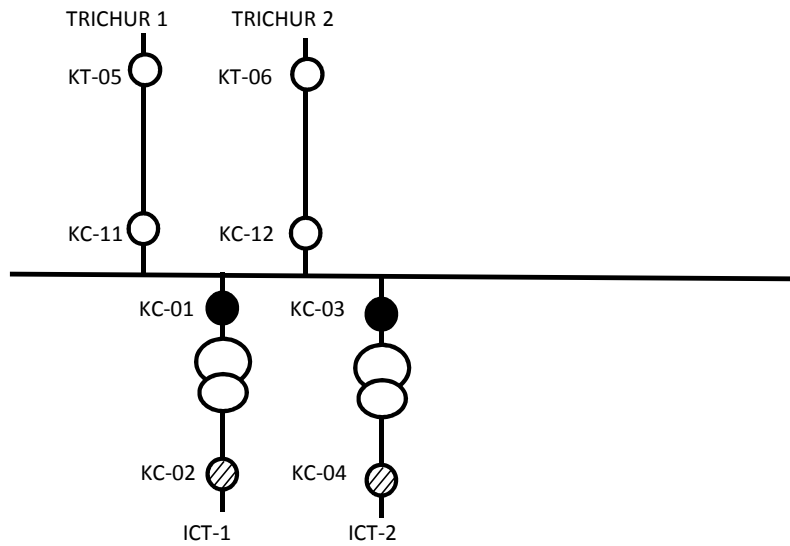 TRICHUR 1
TRICHUR 2
KT-05
KT-06
KC-11
KC-12
KC-01
KC-03
KC-02
KC-04
ICT-1
ICT-2